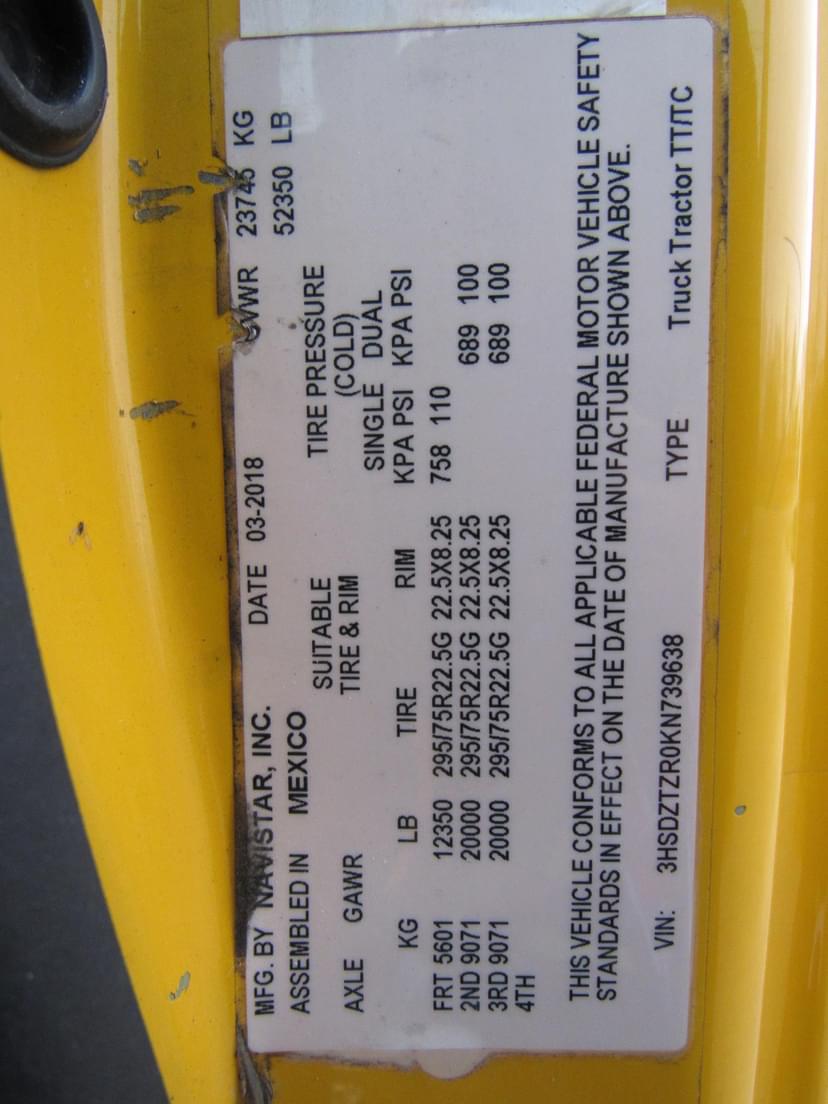 MFG. BY NAVISTAR, INC. DATE 03-2018 GVWR 23745 KG
ASSEMBLED IN MEXICO 52350 LB
SUITABLE TIRE PRESSURE
AXLE GAWR TIRE & RIM (COLD)
SINGLE DUAL
KG LB TIRE RIM KPA PSI KPA PSI
FRT 5601 12350 295/75R22.5G 22.5X8.25 758 110
2ND 9071 20000 295/75R22.5G 22.5X8.25 689 100
3RD 9071 20000 295/75R22.5G 22.5X8.25 689 100
4TH
THIS VEHICLE CONFORMS TO ALL APPLICABLE FEDERAL MOTOR VEHICLE SAFETY
STANDARDS IN EFFECT ON THE DATE OF MANUFACTURE SHOWN ABOVE.
VIN: 3HSDZTZR0KN739638 TYPE Truck Tractor TT/TC